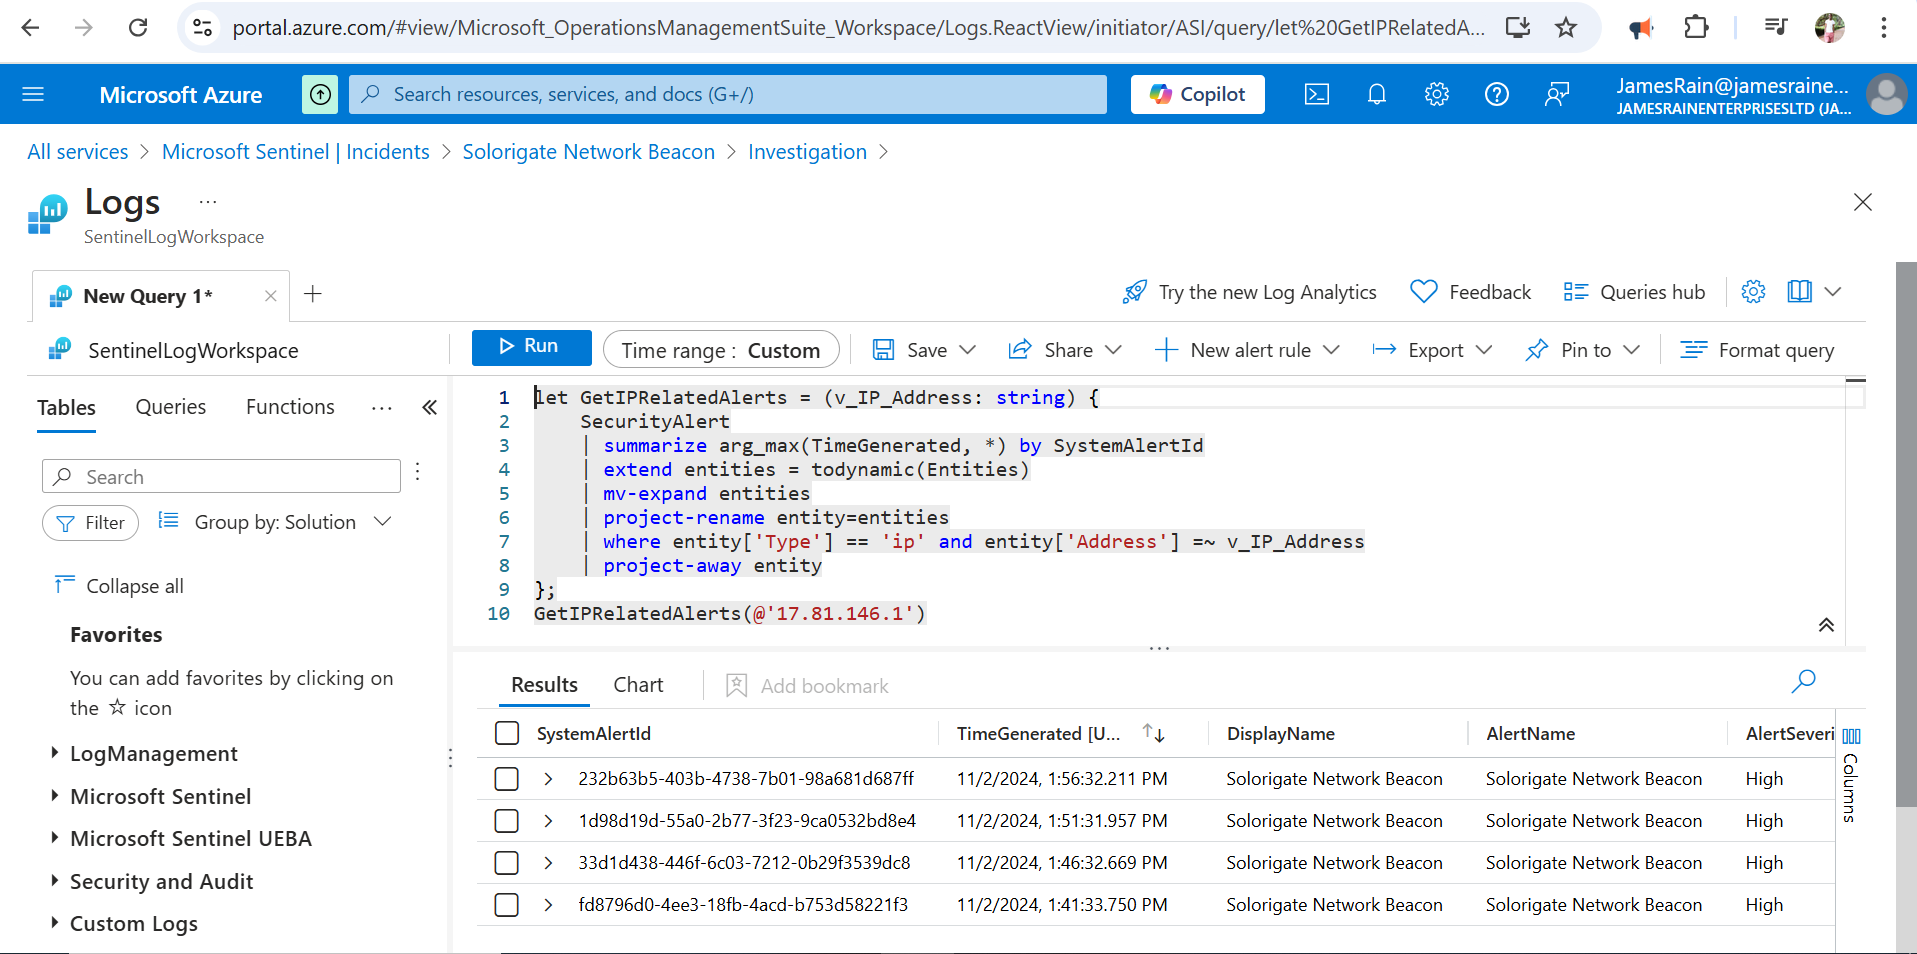 portal.azure.com/#view/Microsoft_OperationsManagementSuite_Workspace/Logs.ReactView/initiator/ASI/query/let%20GetIPRelatedA...
Microsoft Azure
Search resources, services, and docs (G+/)
Copilot
JamesRain@jamesraine...
JAMESRAINENTERPRISESLTD (JA...
All services > Microsoft Sentinel | Incidents > Solorigate Network Beacon > Investigation >
Logs ...
SentinelLogWorkspace
New Query 1*
Try the new Log Analytics
Feedback
Queries hub
SentinelLogWorkspace
Run
Time range : Custom
Save
Share
New alert rule
Export
Pin to
Format query
Tables
Queries
Functions
...
Search
Filter
Group by: Solution
Collapse all
Favorites
You can add favorites by clicking on
the ☆ icon
LogManagement
Microsoft Sentinel
Microsoft Sentinel UEBA
Security and Audit
Custom Logs
1 let GetIPRelatedAlerts = (v_IP_Address: string) {
2 SecurityAlert
3 | summarize arg_max(TimeGenerated, *) by SystemAlertId
4 | extend entities = todynamic(Entities)
5 | mv-expand entities
6 | project-rename entity=entities
7 | where entity['Type'] == 'ip' and entity['Address'] =~ v_IP_Address
8 | project-away entity
9 };
10 GetIPRelatedAlerts(@'17.81.146.1')
Results
Chart
Add bookmark
SystemAlertId TimeGenerated [U... DisplayName AlertName AlertSeveri
232b63b5-403b-4738-7b01-98a681d687ff 11/2/2024, 1:56:32.211 PM Solorigate Network Beacon Solorigate Network Beacon High
1d98d19d-55a0-2b77-3f23-9ca0532bd8e4 11/2/2024, 1:51:31.957 PM Solorigate Network Beacon Solorigate Network Beacon High
33d1d438-446f-6c03-7212-0b29f3539dc8 11/2/2024, 1:46:32.669 PM Solorigate Network Beacon Solorigate Network Beacon High
fd8796d0-4ee3-18fb-4acd-b753d58221f3 11/2/2024, 1:41:33.750 PM Solorigate Network Beacon Solorigate Network Beacon High
Columns